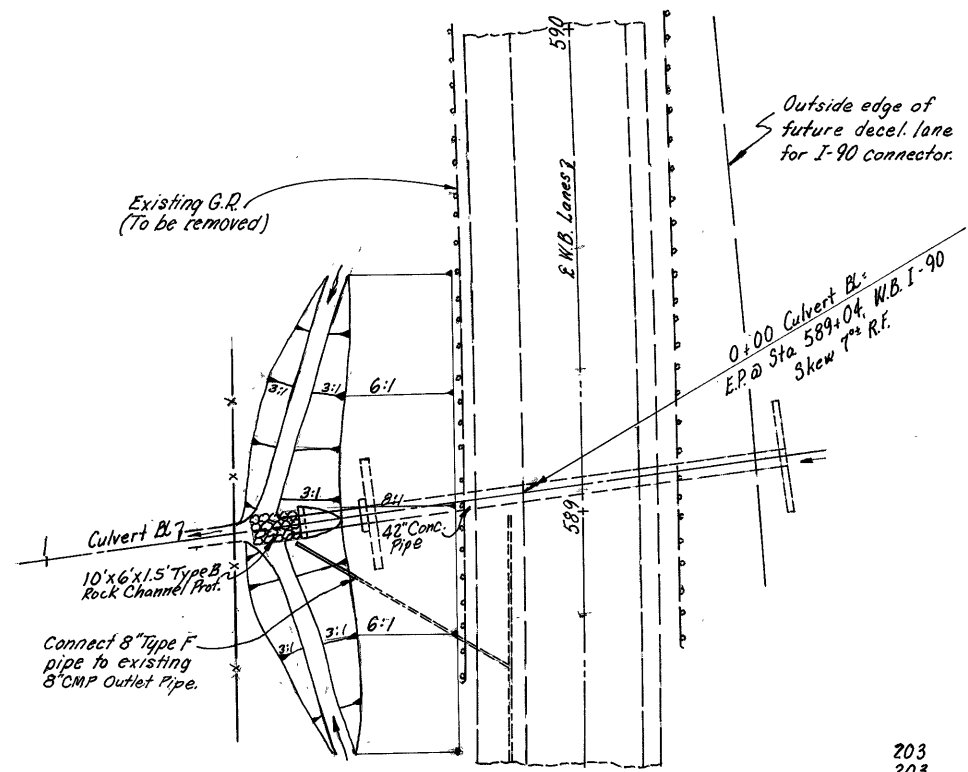 590
Outside edge of
future decel. lane
for I-90 connector.
Existing G.R.
(To be removed)
℄ W.B. Lanes
0+00 Culvert BL=
E.P. @ Sta 589+04, W.B. I-90
Skew 7°± R.F.
3:1
3:1
6:1
3:1
8:1
589
42" Conc.
Pipe
Culvert BL
10'x6'x1.5' Type B
Rock Channel Prot.
Connect 8" Type F
pipe to existing
8" CMP Outlet Pipe.
3:1
3:1
6:1
203
203